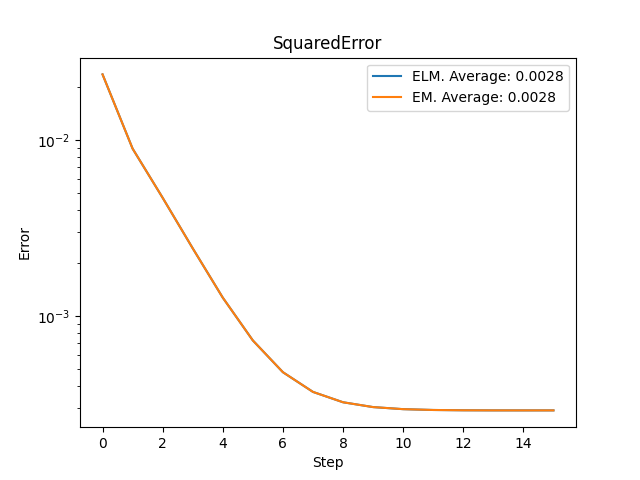 SquaredError
ELM. Average: 0.0028
EM. Average: 0.0028
10⁻²
10⁻³
Error
0 2 4 6 8 10 12 14
Step